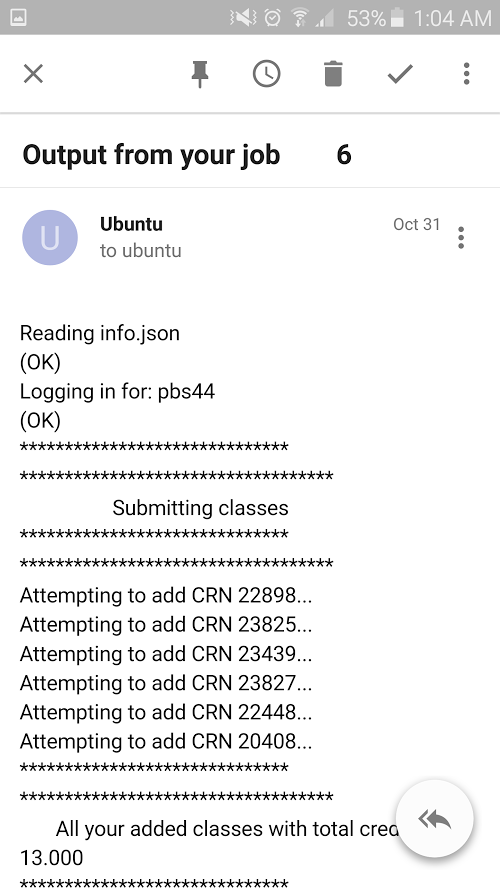 53% 1:04 AM
Output from your job 6
U
Ubuntu
Oct 31
to ubuntu
Reading info.json
(OK)
Logging in for: pbs44
(OK)
******************************
***********************************
Submitting classes
******************************
***********************************
Attempting to add CRN 22898...
Attempting to add CRN 23825...
Attempting to add CRN 23439...
Attempting to add CRN 23827...
Attempting to add CRN 22448...
Attempting to add CRN 20408...
******************************
***********************************
All your added classes with total cred
13.000
******************************